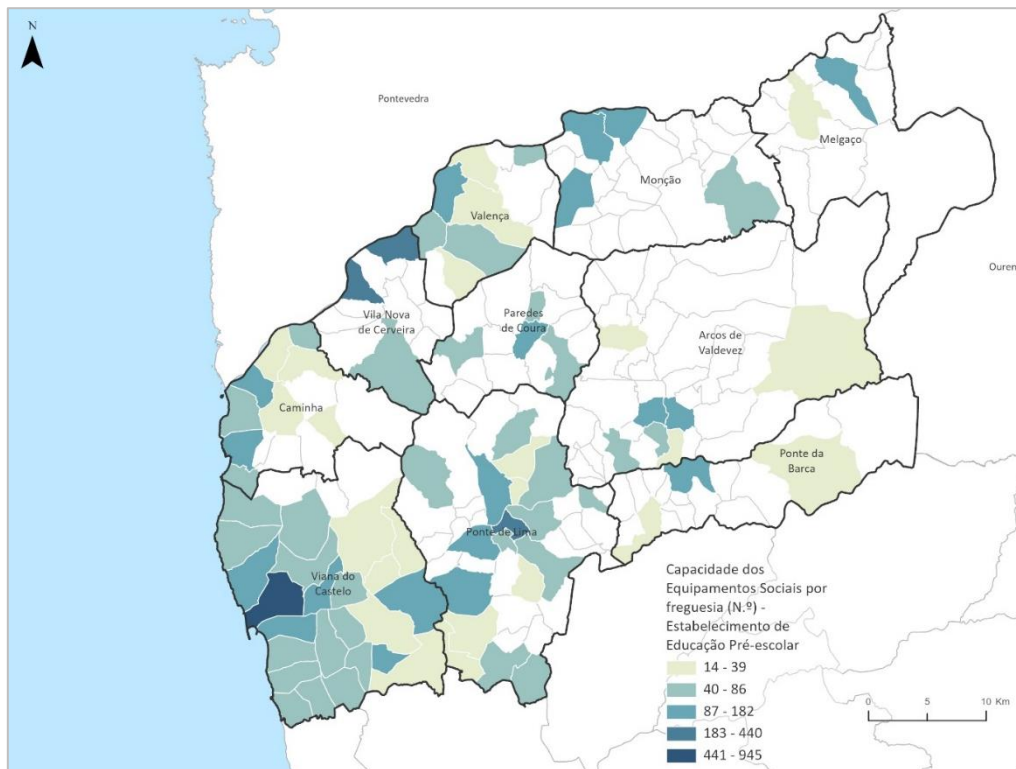 N
Pontevedra
Melgaço
Monção
Valença
Ouren
Vila Nova
de Cerveira
Paredes
de Coura
Arcos de
Valdevez
Caminha
Ponte da
Barca
Ponte de Lima
Viana do
Castelo
Capacidade dos
Equipamentos Sociais por
freguesia (N.º) -
Estabelecimento de
Educação Pré-escolar
14 - 39
40 - 86
87 - 182
183 - 440
441 - 945
0 5 10 Km